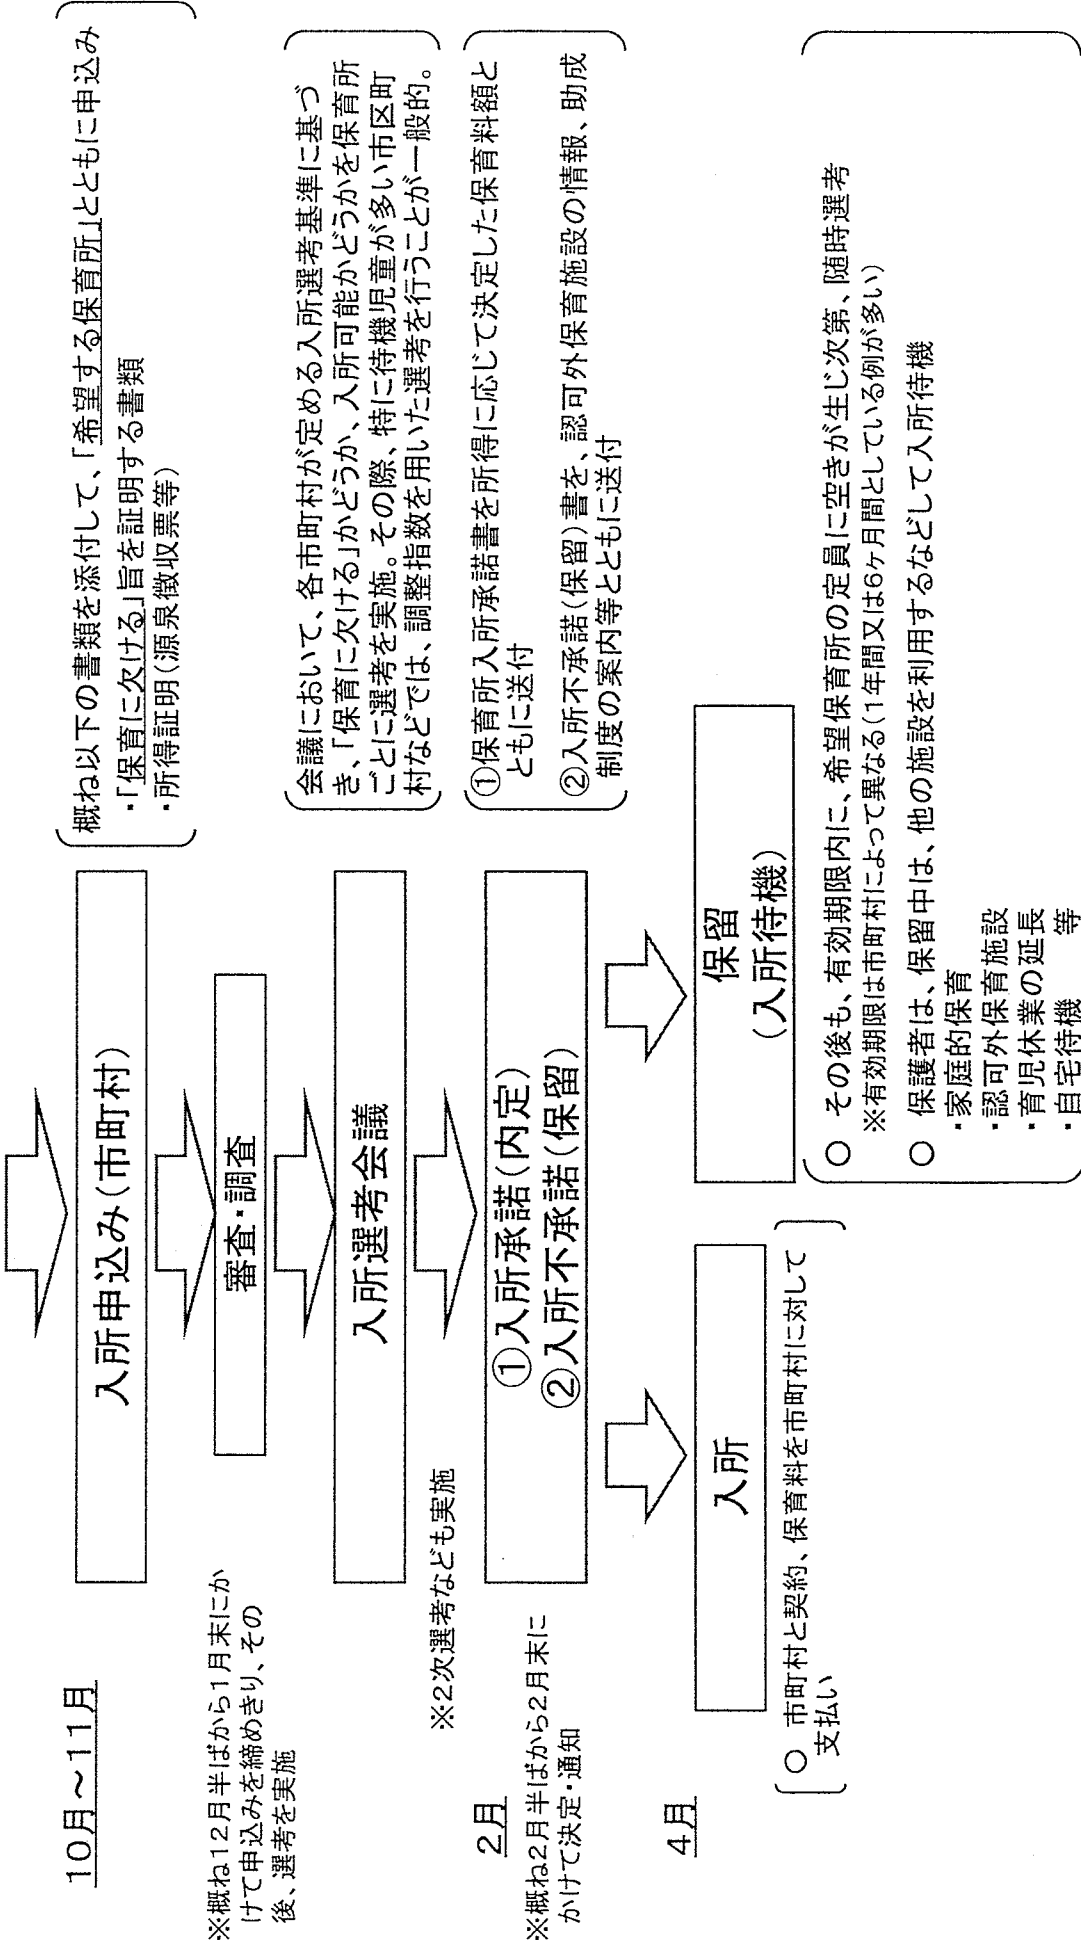 10月～11月
入所申込み(市町村)
概ね以下の書類を添付して、「希望する保育所」とともに申込み
・「保育に欠ける」旨を証明する書類
・所得証明(源泉徴収票等)
※概ね12月半ばから1月末にか
けて申込みを締めきり、その
後、選考を実施
審査・調査
入所選考会議
会議において、各市町村が定める入所選考基準に基づ
き、「保育に欠ける」かどうか、入所可能かどうかを保育所
ごとに選考を実施。その際、特に待機児童が多い市区町
村などでは、調整指数を用いた選考を行うことが一般的。
※2次選考なども実施
2月
※概ね2月半ばから2月末に
かけて決定・通知
①入所承諾(内定)
②入所不承諾(保留)
①保育所入所承諾書を所得に応じて決定した保育料額と
ともに送付
②入所不承諾(保留)書を、認可外保育施設の情報、助成
制度の案内等とともに送付
4月
入所
○ 市町村と契約、保育料を市町村に対して
支払い
保留
(入所待機)
○ その後も、有効期限内に、希望保育所の定員に空きが生じ次第、随時選考
※有効期限は市町村によって異なる(1年間又は6ヶ月間としている例が多い)
○ 保護者は、保留中は、他の施設を利用するなどして入所待機
・家庭的保育
・認可外保育施設
・育児休業の延長
・自宅待機 等